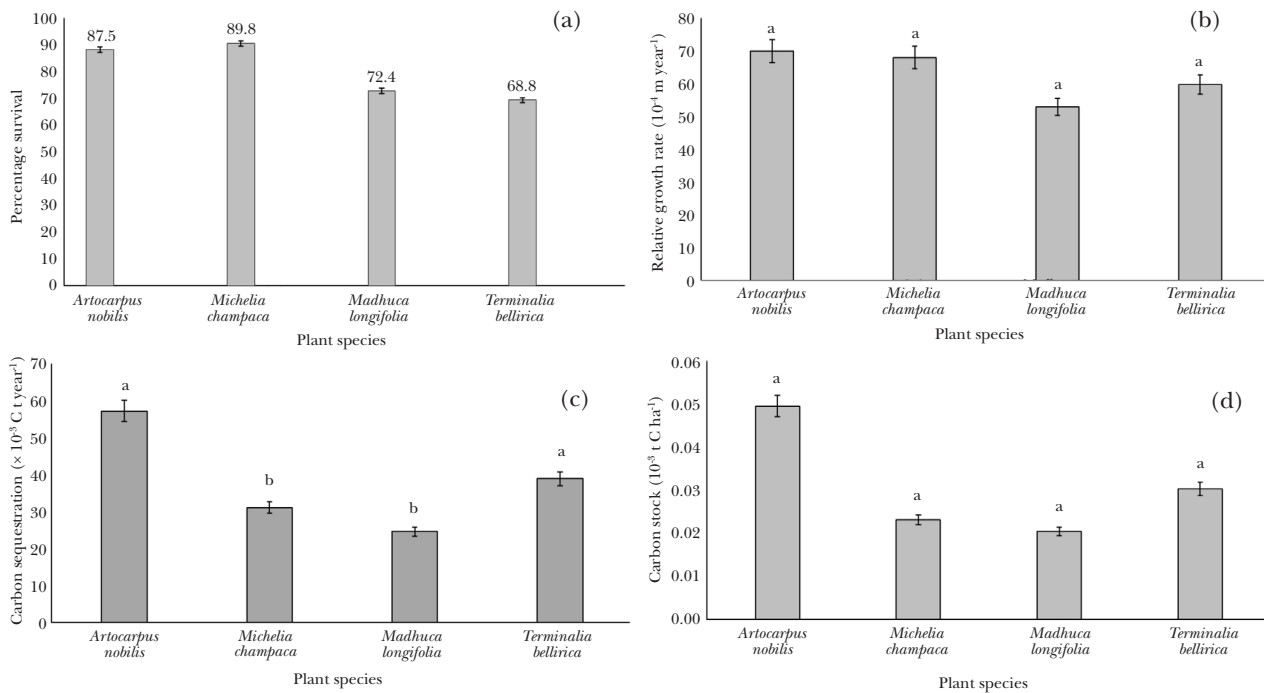 (a)
Percentage survival
100
90
80
70
60
50
40
30
20
10
0
87.5
89.8
72.4
68.8
Artocarpus
nobilis
Michelia
champaca
Madhuca
longifolia
Terminalia
bellirica
Plant species
(b)
Relative growth rate (10⁻⁴ m year⁻¹)
80
70
60
50
40
30
20
10
0
a
a
a
a
Artocarpus
nobilis
Michelia
champaca
Madhuca
longifolia
Terminalia
bellirica
Plant species
(c)
Carbon sequestration (× 10⁻³ C t year⁻¹)
70
60
50
40
30
20
10
0
a
b
b
a
Artocarpus
nobilis
Michelia
champaca
Madhuca
longifolia
Terminalia
bellirica
Plant species
(d)
Carbon stock (10⁻³ t C ha⁻¹)
0.06
0.05
0.04
0.03
0.02
0.01
0.00
a
a
a
a
Artocarpus
nobilis
Michelia
champaca
Madhuca
longifolia
Terminalia
bellirica
Plant species